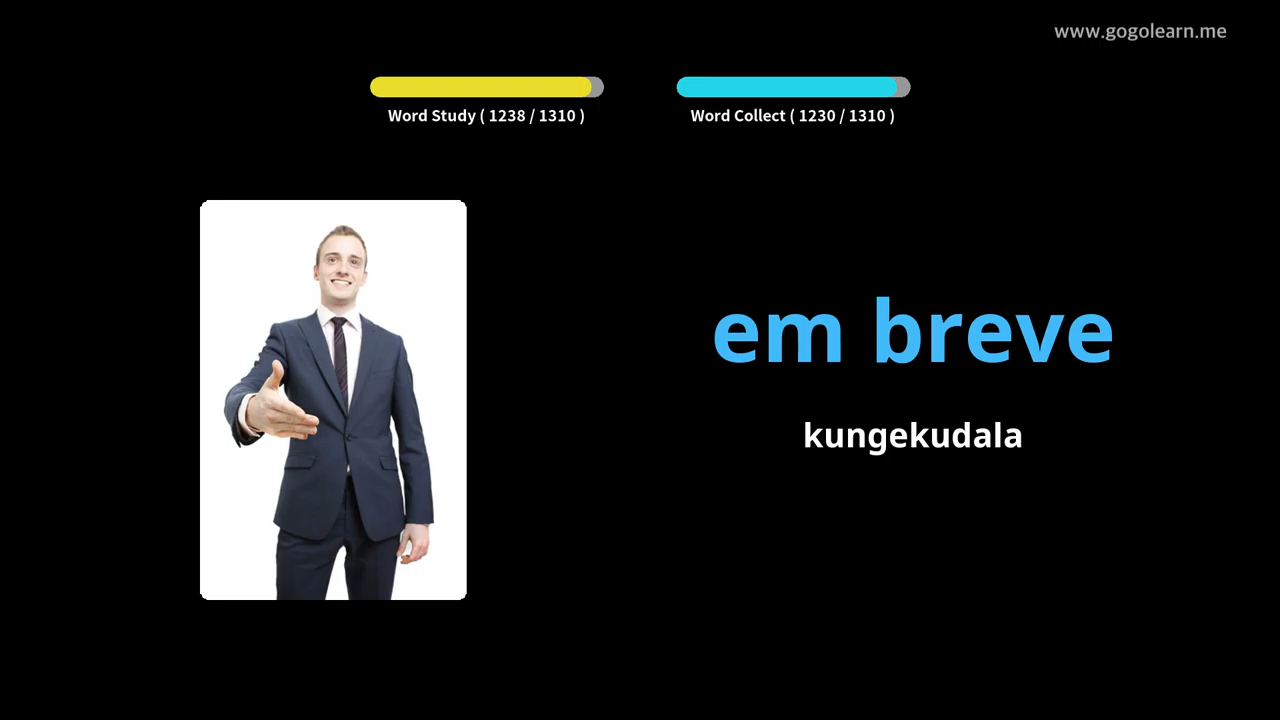 www.gogolearn.me
Word Study ( 1238 / 1310 )
Word Collect ( 1230 / 1310 )
em breve
kungekudala